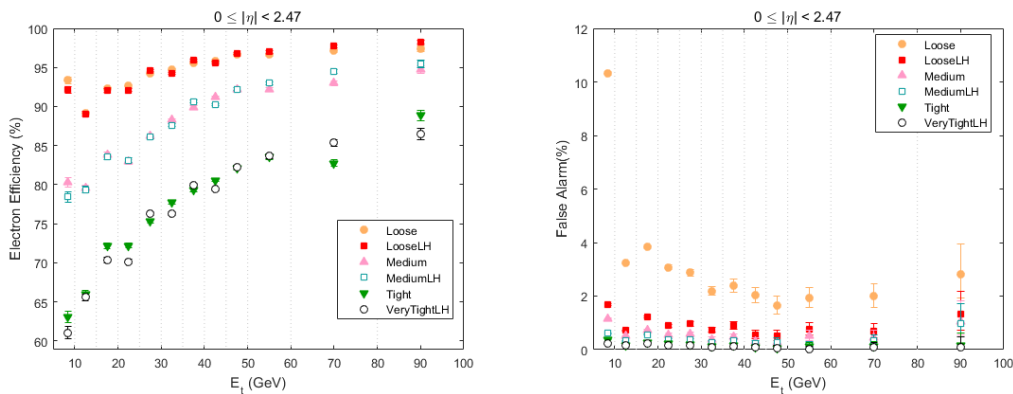 0 ≤ |η| < 2.47
100
95
90
85
80
75
70
65
60
Electron Efficiency (%)
Loose
LooseLH
Medium
MediumLH
Tight
VeryTightLH
10 20 30 40 50 60 70 80 90 100
E_t (GeV)
0 ≤ |η| < 2.47
12
10
8
6
4
2
0
False Alarm(%)
Loose
LooseLH
Medium
MediumLH
Tight
VeryTightLH
10 20 30 40 50 60 70 80 90 100
E_t (GeV)